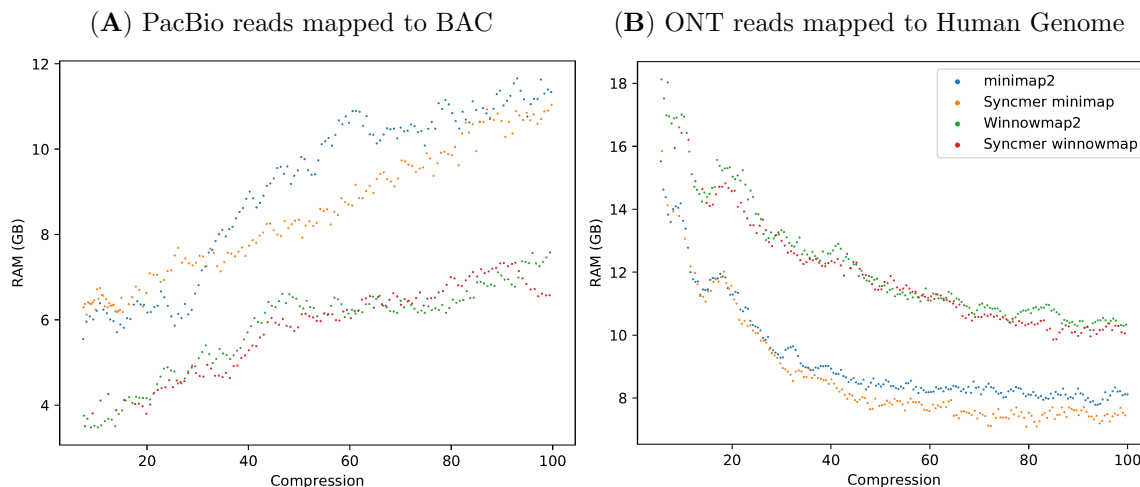 (A) PacBio reads mapped to BAC
12
10
8
6
4
RAM (GB)
20 40 60 80 100
Compression
(B) ONT reads mapped to Human Genome
18
16
14
12
10
8
RAM (GB)
minimap2
Syncmer minimap
Winnowmap2
Syncmer winnowmap
20 40 60 80 100
Compression